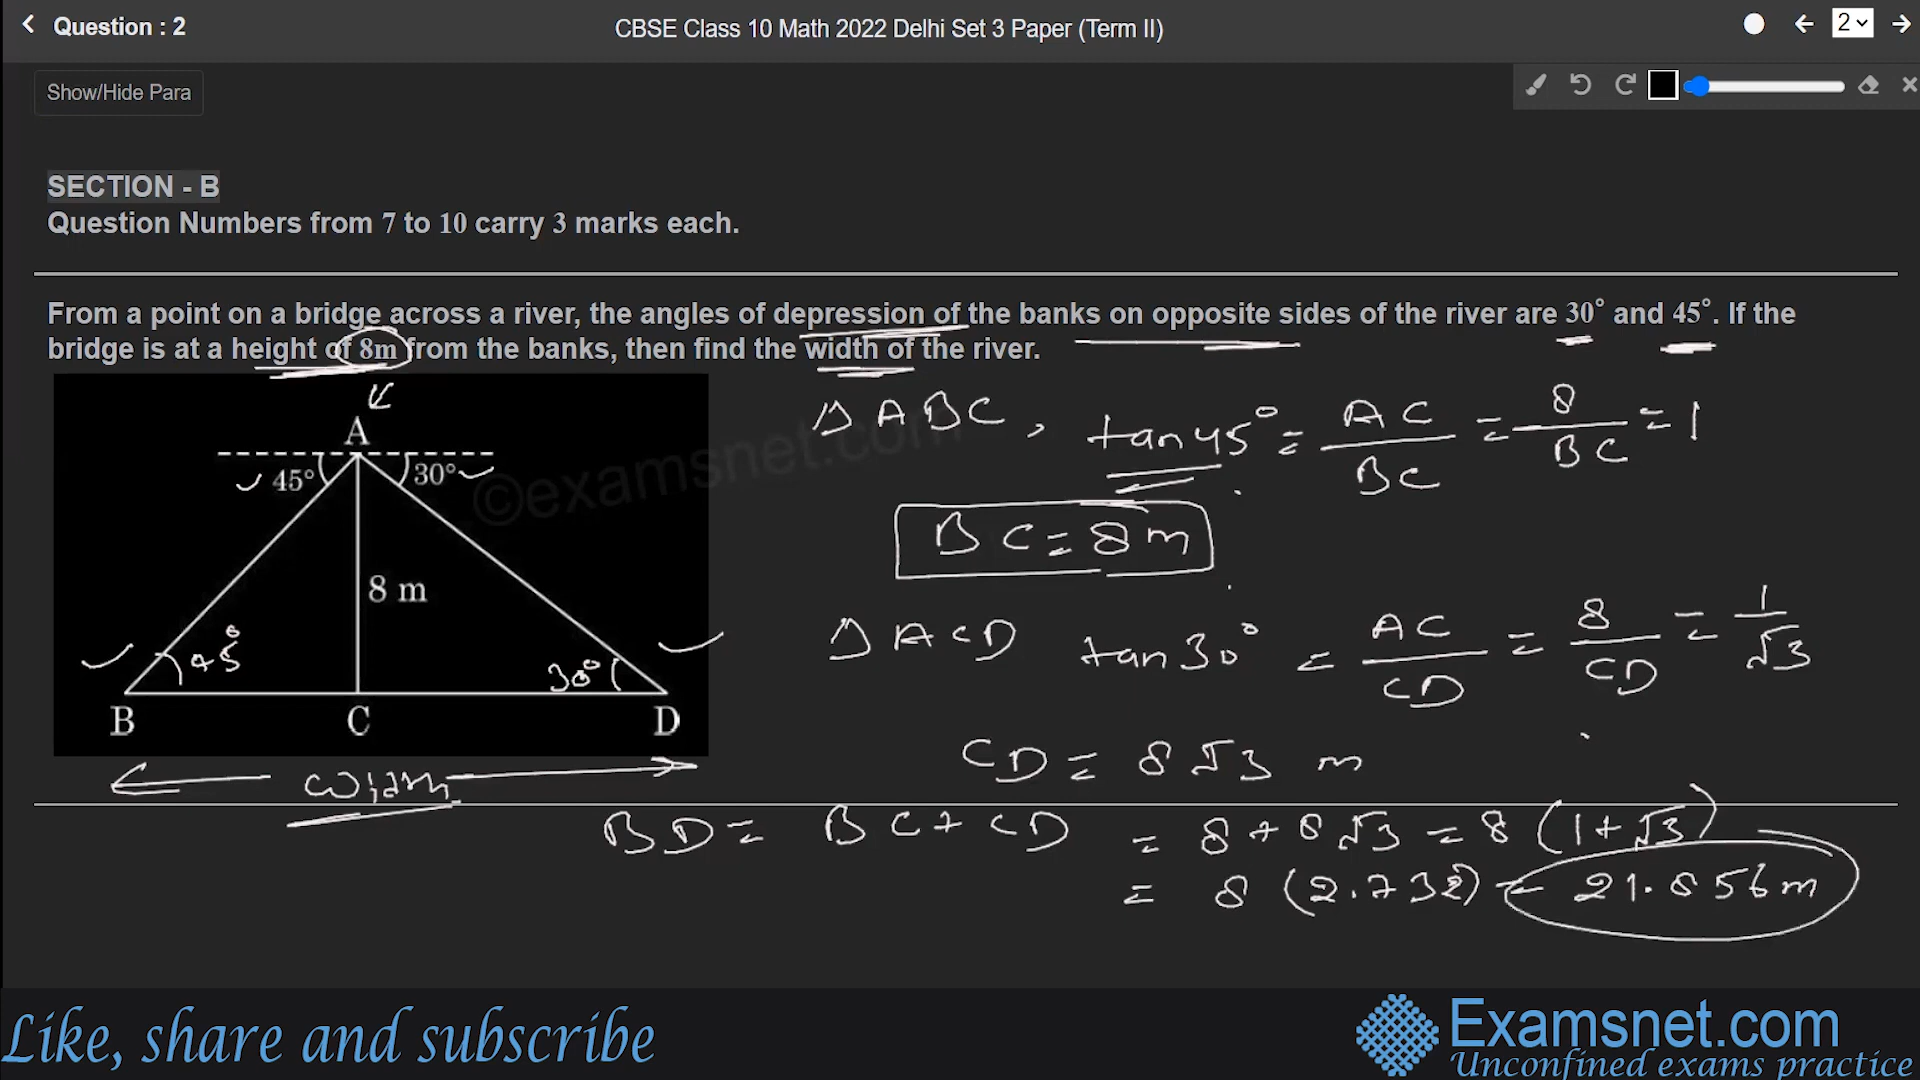 Question : 2
CBSE Class 10 Math 2022 Delhi Set 3 Paper (Term II)
2
Show/Hide Para
SECTION - B
Question Numbers from 7 to 10 carry 3 marks each.
From a point on a bridge across a river, the angles of depression of the banks on opposite sides of the river are 30° and 45°. If the
bridge is at a height of 8m from the banks, then find the width of the river.
A
45°
30°
8 m
45°
30°
B
C
D
width
©examsnet.com
△ABC, tan45° = AC/BC = 8/BC = 1
BC = 8m
△ACD tan30° = AC/CD = 8/CD = 1/√3
CD = 8√3 m
BD = BC + CD = 8 + 8√3 = 8(1+√3)
= 8(2.732) = 21.856m
Like, share and subscribe
Examsnet.com
Unconfined exams practice